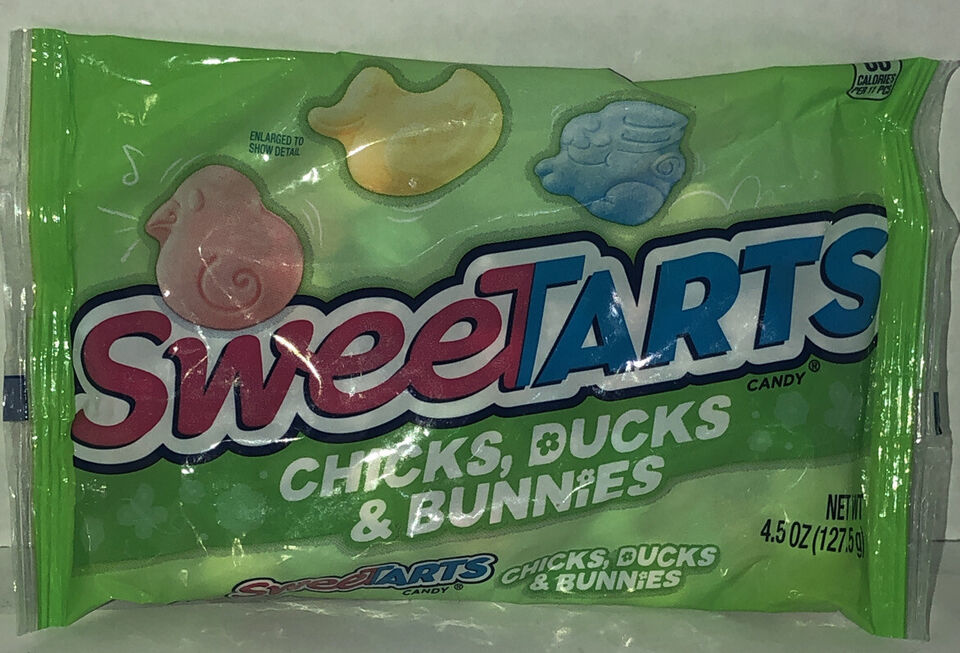 CALORIES
PER 11 PCS
ENLARGED TO
SHOW DETAIL
SweeTARTS
CANDY®
CHICKS, DUCKS
& BUNNIES
NET WT
4.5 OZ (127.5g)
SweeTARTS
CANDY®
CHICKS, DUCKS
& BUNNIES